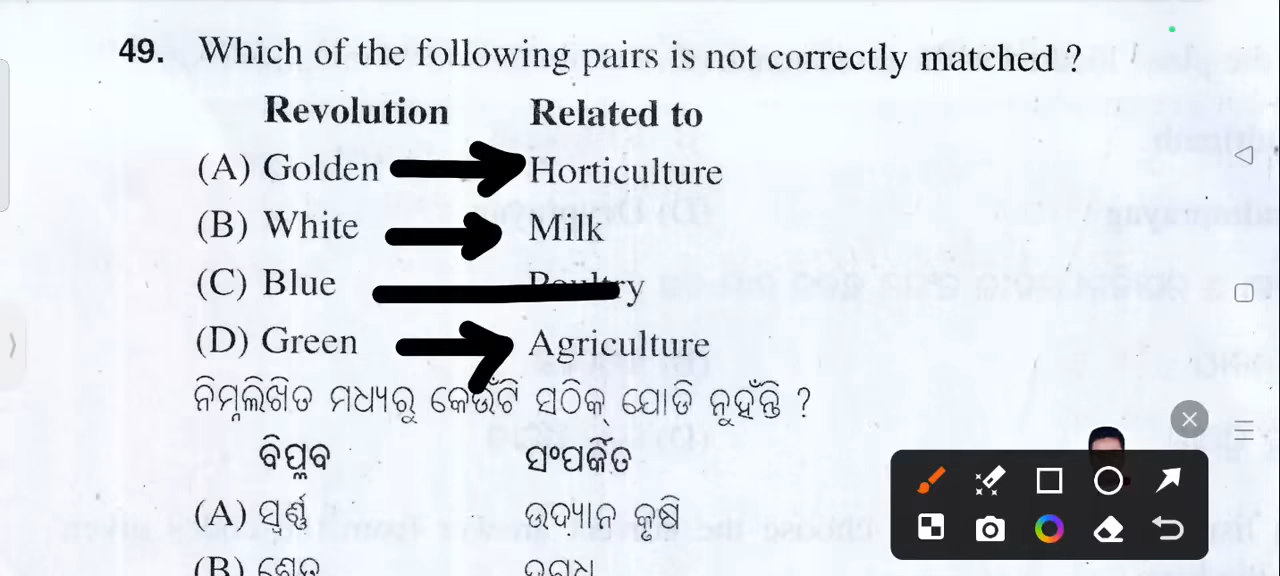 49. Which of the following pairs is not correctly matched ?
Revolution Related to
(A) Golden Horticulture
(B) White Milk
(C) Blue Poultry
(D) Green Agriculture
ନିମ୍ନଲିଖିତ ମଧ୍ୟରୁ କେଉଁଟି ସଠିକ୍ ଯୋଡି ନୁହଁନ୍ତି ?
ବିପ୍ଳବ ସଂପର୍କିତ
(A) ସ୍ୱର୍ଣ୍ଣ ଉଦ୍ୟାନ କୃଷି
(B) ଶ୍ୱେତ ଦୁଗ୍ଧ